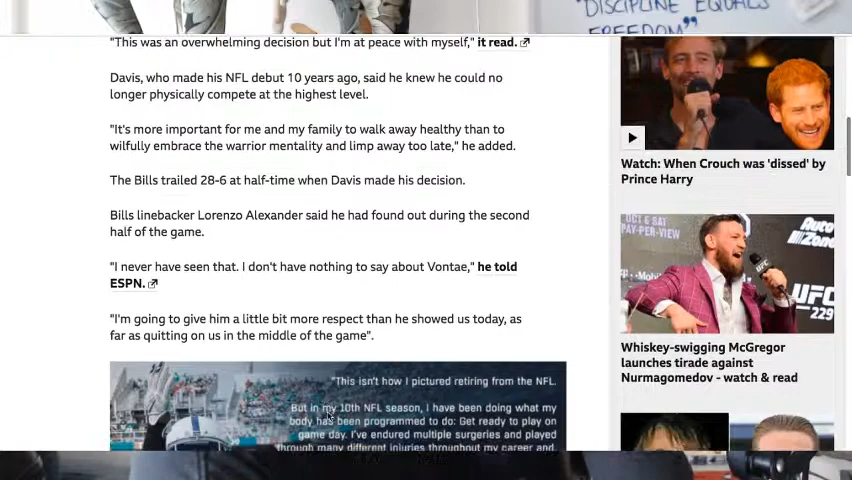 "DISCIPLINE EQUALS
FREEDOM"
"This was an overwhelming decision but I'm at peace with myself," it read.
Davis, who made his NFL debut 10 years ago, said he knew he could no
longer physically compete at the highest level.
"It's more important for me and my family to walk away healthy than to
wilfully embrace the warrior mentality and limp away too late," he added.
The Bills trailed 28-6 at half-time when Davis made his decision.
Bills linebacker Lorenzo Alexander said he had found out during the second
half of the game.
"I never have seen that. I don't have nothing to say about Vontae," he told
ESPN.
"I'm going to give him a little bit more respect than he showed us today, as
far as quitting on us in the middle of the game".
"This isn't how I pictured retiring from the NFL.
But in my 10th NFL season, I have been doing what my
body has been programmed to do: Get ready to play on
game day. I've endured multiple surgeries and played
through many different injuries throughout my career and,
Watch: When Crouch was 'dissed' by
Prince Harry
OCT 6 SAT
PAY-PER-VIEW
Auto
Zone
UFC
229
Whiskey-swigging McGregor
launches tirade against
Nurmagomedov - watch & read